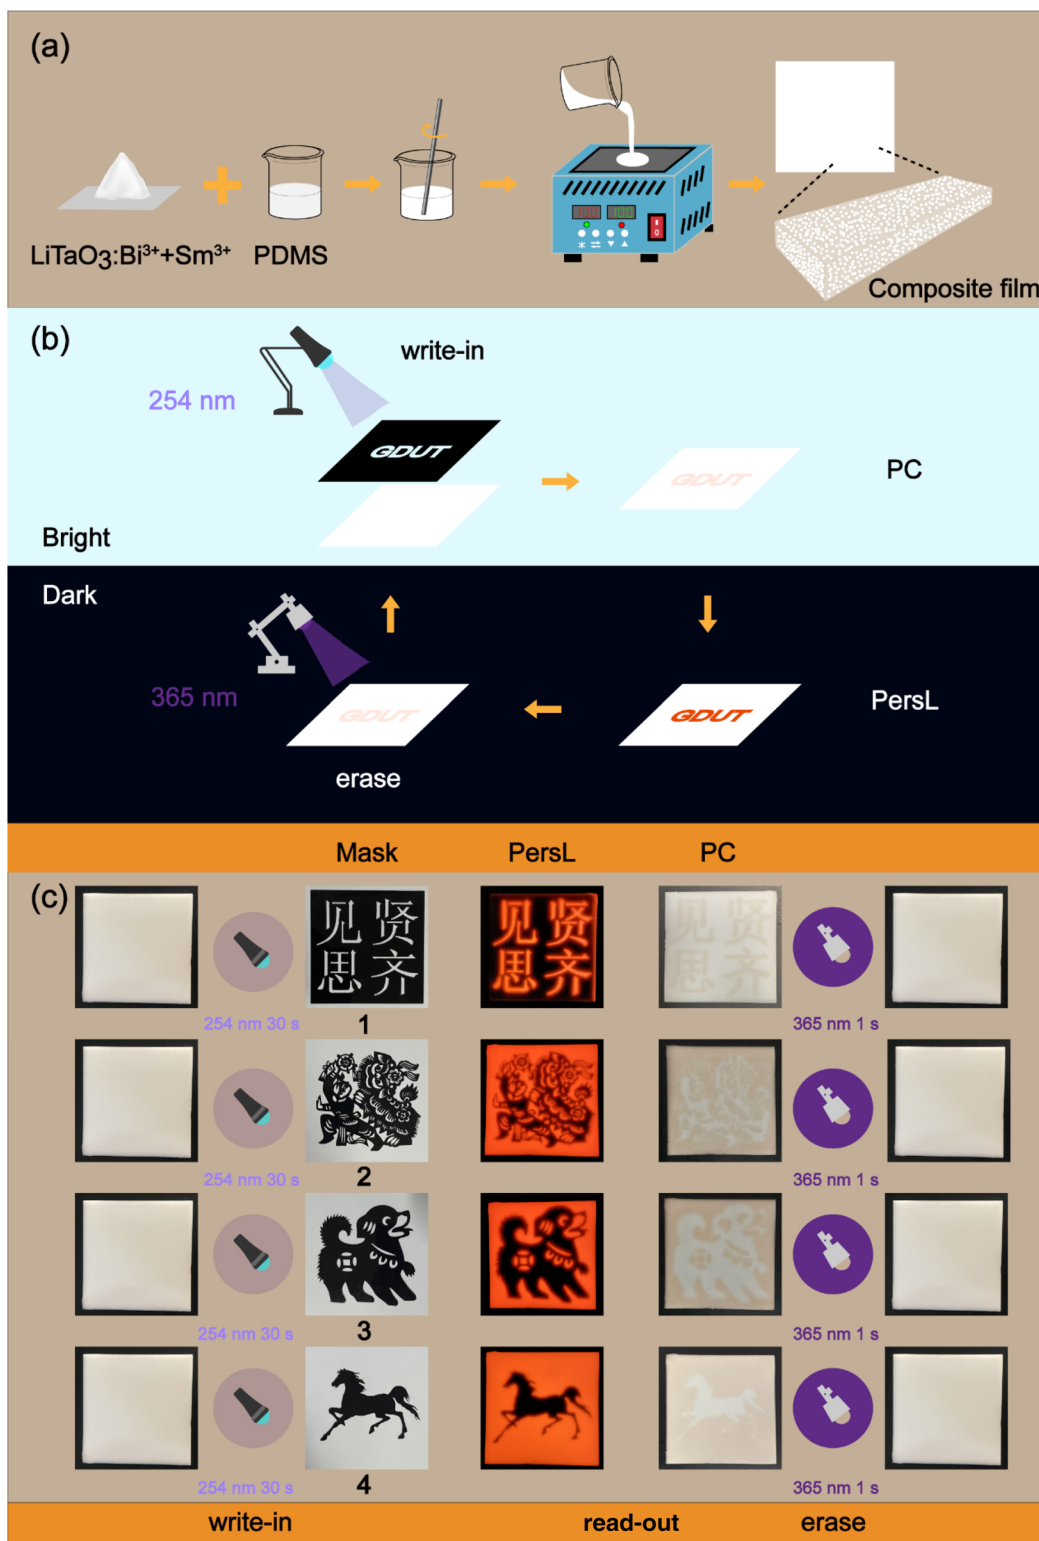 (a)
LiTaO3:Bi³⁺+Sm³⁺ PDMS
Composite film
(b)
write-in
254 nm
GDUT
GDUT
PC
Bright
Dark
365 nm
GDUT
GDUT
PersL
erase
Mask PersL PC
(c)
见贤
思齐
见贤
思齐
见贤
思齐
254 nm 30 s
1
365 nm 1 s
254 nm 30 s
2
365 nm 1 s
254 nm 30 s
3
365 nm 1 s
254 nm 30 s
4
365 nm 1 s
write-in read-out erase